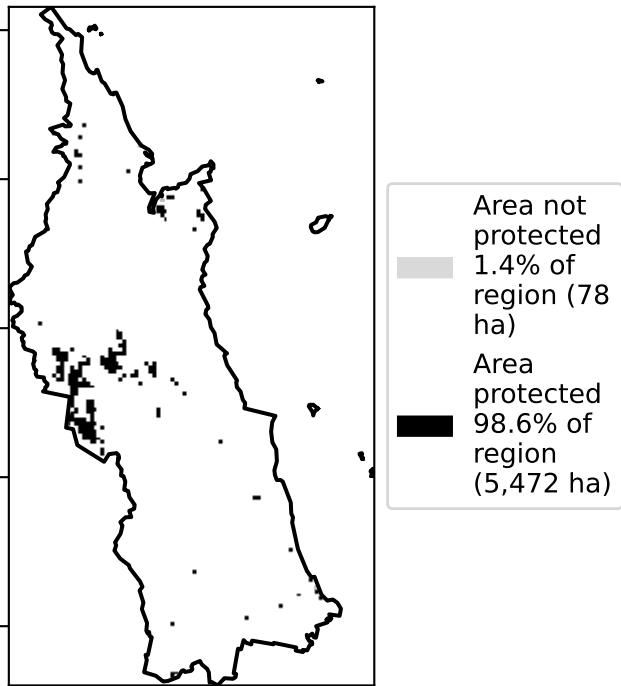 Area not
protected
1.4% of
region (78
ha)
Area
protected
98.6% of
region
(5,472 ha)